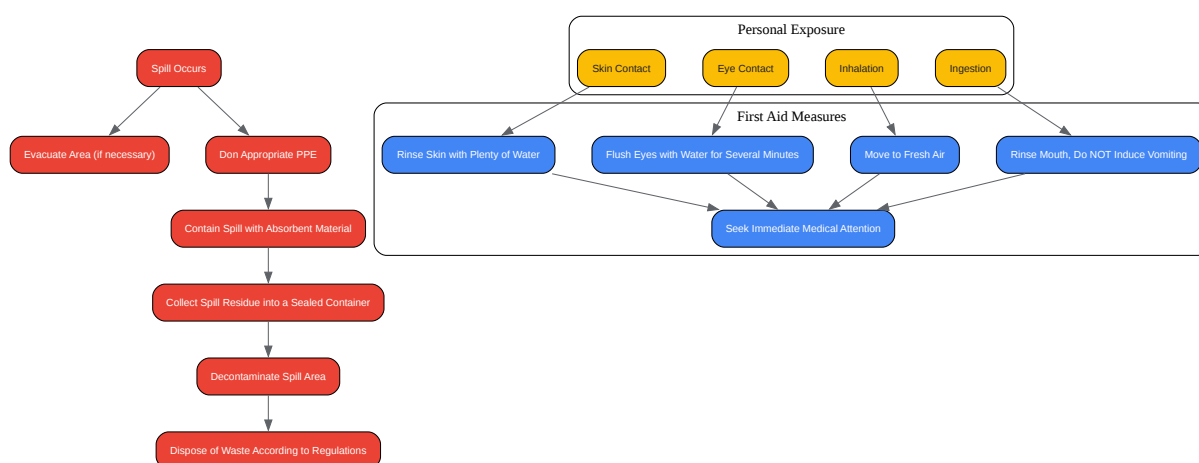 Personal Exposure
Spill Occurs
Skin Contact
Eye Contact
Inhalation
Ingestion
First Aid Measures
Evacuate Area (if necessary)
Don Appropriate PPE
Rinse Skin with Plenty of Water
Flush Eyes with Water for Several Minutes
Move to Fresh Air
Rinse Mouth, Do NOT Induce Vomiting
Contain Spill with Absorbent Material
Seek Immediate Medical Attention
Collect Spill Residue into a Sealed Container
Decontaminate Spill Area
Dispose of Waste According to Regulations